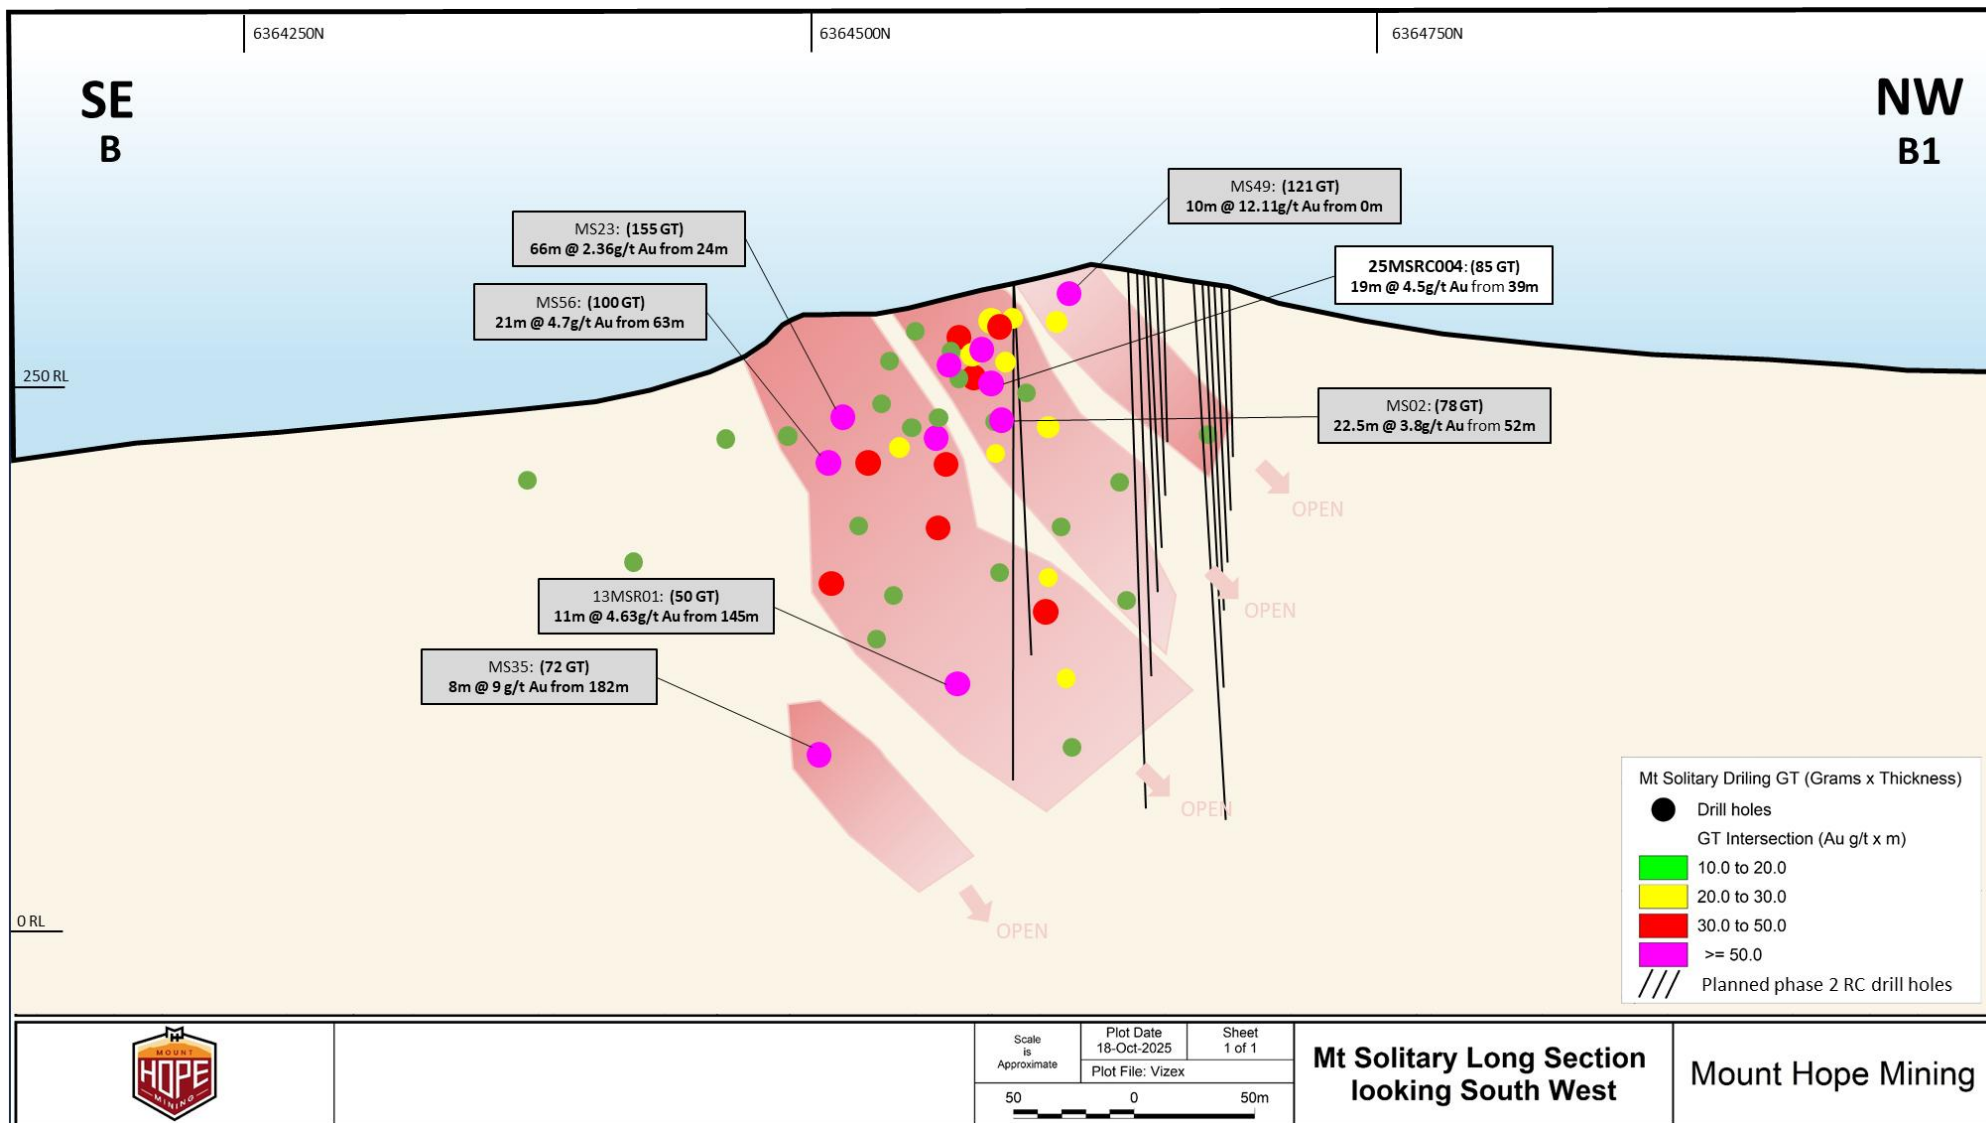 6364250N
6364500N
6364750N
SE
B
NW
B1
MS49: (121 GT)
10m @ 12.11g/t Au from 0m
MS23: (155 GT)
66m @ 2.36g/t Au from 24m
25MSRC004: (85 GT)
19m @ 4.5g/t Au from 39m
MS56: (100 GT)
21m @ 4.7g/t Au from 63m
250 RL
MS02: (78 GT)
22.5m @ 3.8g/t Au from 52m
OPEN
OPEN
13MSR01: (50 GT)
11m @ 4.63g/t Au from 145m
MS35: (72 GT)
8m @ 9 g/t Au from 182m
OPEN
OPEN
0 RL
Mt Solitary Driling GT (Grams x Thickness)
Drill holes
GT Intersection (Au g/t x m)
10.0 to 20.0
20.0 to 30.0
30.0 to 50.0
>= 50.0
Planned phase 2 RC drill holes
MOUNT
HOPE
MINING
Scale
is
Approximate
Plot Date
18-Oct-2025
Sheet
1 of 1
Plot File: Vizex
50 0 50m
Mt Solitary Long Section
looking South West
Mount Hope Mining